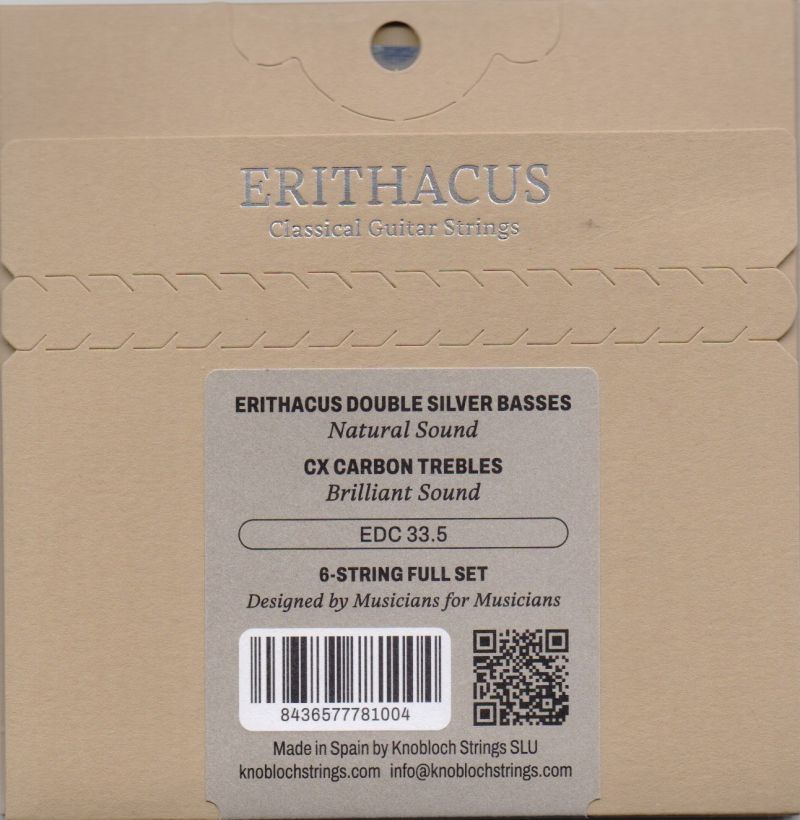 ERITHACUS
Classical Guitar Strings
ERITHACUS DOUBLE SILVER BASSES
Natural Sound
CX CARBON TREBLES
Brilliant Sound
EDC 33.5
6-STRING FULL SET
Designed by Musicians for Musicians
8436577781004
Made in Spain by Knobloch Strings SLU
knoblochstrings.com info@knoblochstrings.com